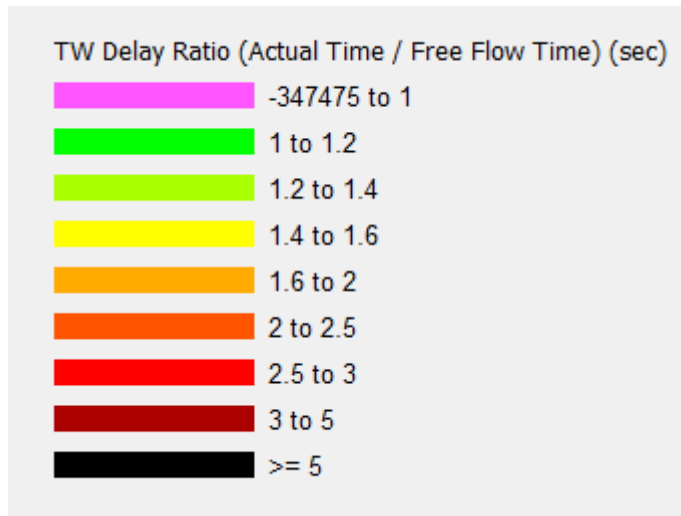 TW Delay Ratio (Actual Time / Free Flow Time) (sec)
-347475 to 1
1 to 1.2
1.2 to 1.4
1.4 to 1.6
1.6 to 2
2 to 2.5
2.5 to 3
3 to 5
>= 5